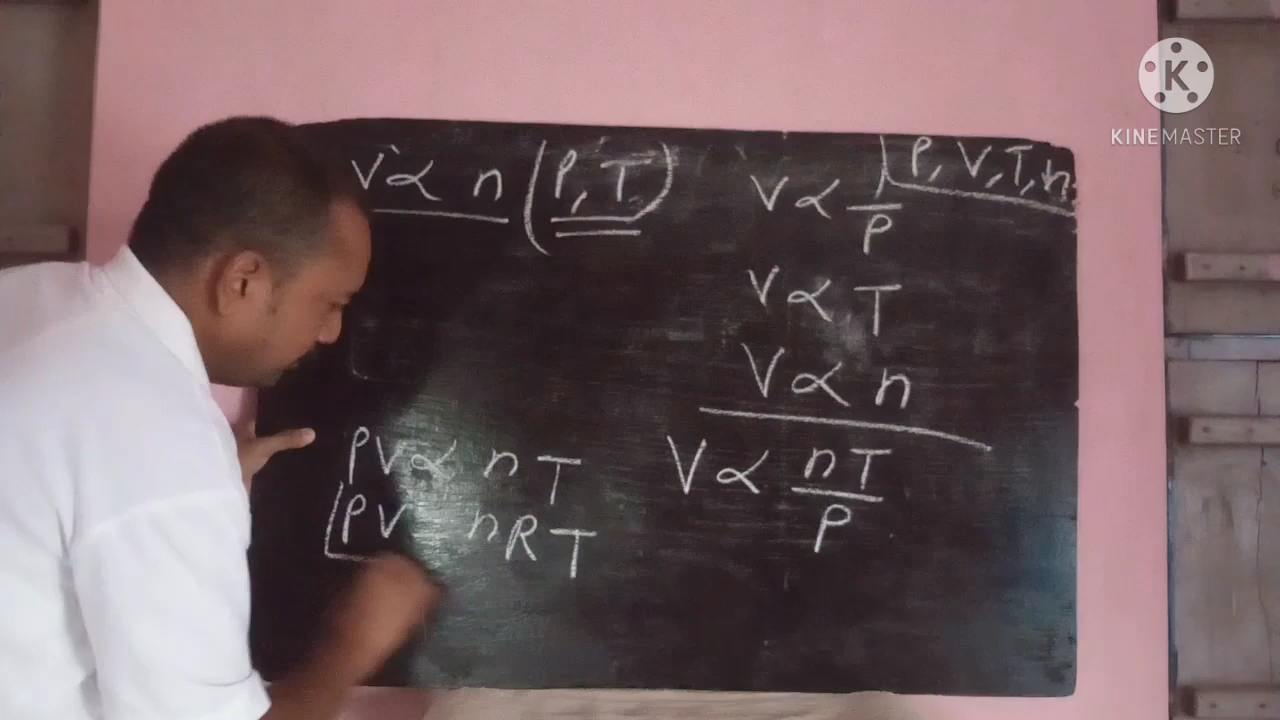 V ∝ n (P, T)
P, V, T, n
V ∝ 1/P
V ∝ T
V ∝ n
V ∝ nT/P
PV ∝ nT
PV nRT
K
KINEMASTER